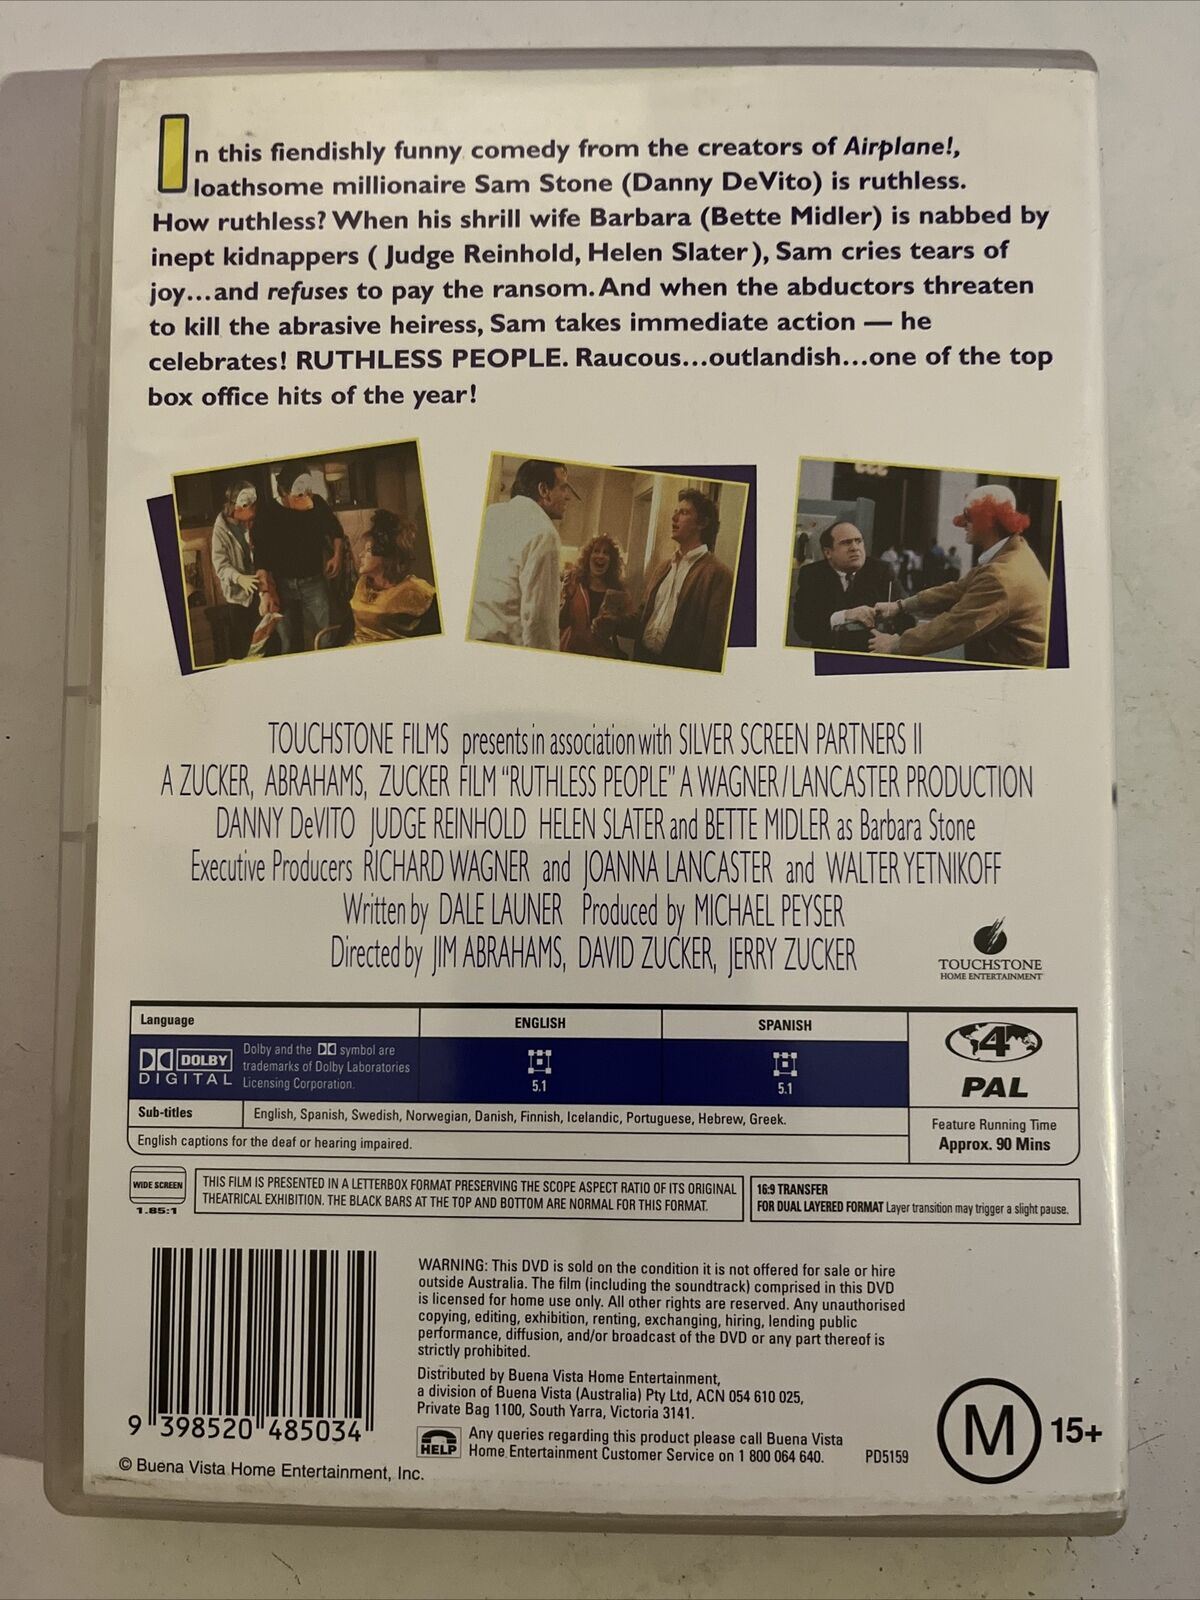 In this fiendishly funny comedy from the creators of Airplane!,
loathsome millionaire Sam Stone (Danny DeVito) is ruthless.
How ruthless? When his shrill wife Barbara (Bette Midler) is nabbed by
inept kidnappers ( Judge Reinhold, Helen Slater), Sam cries tears of
joy...and refuses to pay the ransom. And when the abductors threaten
to kill the abrasive heiress, Sam takes immediate action — he
celebrates! RUTHLESS PEOPLE. Raucous...outlandish...one of the top
box office hits of the year!
TOUCHSTONE FILMS presents in association with SILVER SCREEN PARTNERS II
A ZUCKER, ABRAHAMS, ZUCKER FILM "RUTHLESS PEOPLE" A WAGNER/LANCASTER PRODUCTION
DANNY DeVITO JUDGE REINHOLD HELEN SLATER and BETTE MIDLER as Barbara Stone
Executive Producers RICHARD WAGNER and JOANNA LANCASTER and WALTER YETNIKOFF
Written by DALE LAUNER Produced by MICHAEL PEYSER
Directed by JIM ABRAHAMS, DAVID ZUCKER, JERRY ZUCKER
TOUCHSTONE
HOME ENTERTAINMENT
Language ENGLISH SPANISH
DOLBY
DIGITAL
Dolby and the DD symbol are
trademarks of Dolby Laboratories
Licensing Corporation.
5.1 5.1
4
PAL
Sub-titles English, Spanish, Swedish, Norwegian, Danish, Finnish, Icelandic, Portuguese, Hebrew, Greek.
English captions for the deaf or hearing impaired.
Feature Running Time
Approx. 90 Mins
WIDE SCREEN
1.85:1
THIS FILM IS PRESENTED IN A LETTERBOX FORMAT PRESERVING THE SCOPE ASPECT RATIO OF ITS ORIGINAL
THEATRICAL EXHIBITION. THE BLACK BARS AT THE TOP AND BOTTOM ARE NORMAL FOR THIS FORMAT.
16:9 TRANSFER
FOR DUAL LAYERED FORMAT Layer transition may trigger a slight pause.
WARNING: This DVD is sold on the condition it is not offered for sale or hire
outside Australia. The film (including the soundtrack) comprised in this DVD
is licensed for home use only. All other rights are reserved. Any unauthorised
copying, editing, exhibition, renting, exchanging, hiring, lending public
performance, diffusion, and/or broadcast of the DVD or any part thereof is
strictly prohibited.
Distributed by Buena Vista Home Entertainment,
a division of Buena Vista (Australia) Pty Ltd, ACN 054 610 025,
Private Bag 1100, South Yarra, Victoria 3141.
HELP
Any queries regarding this product please call Buena Vista
Home Entertainment Customer Service on 1 800 064 640.
PD5159
M 15+
9 398520 485034
© Buena Vista Home Entertainment, Inc.